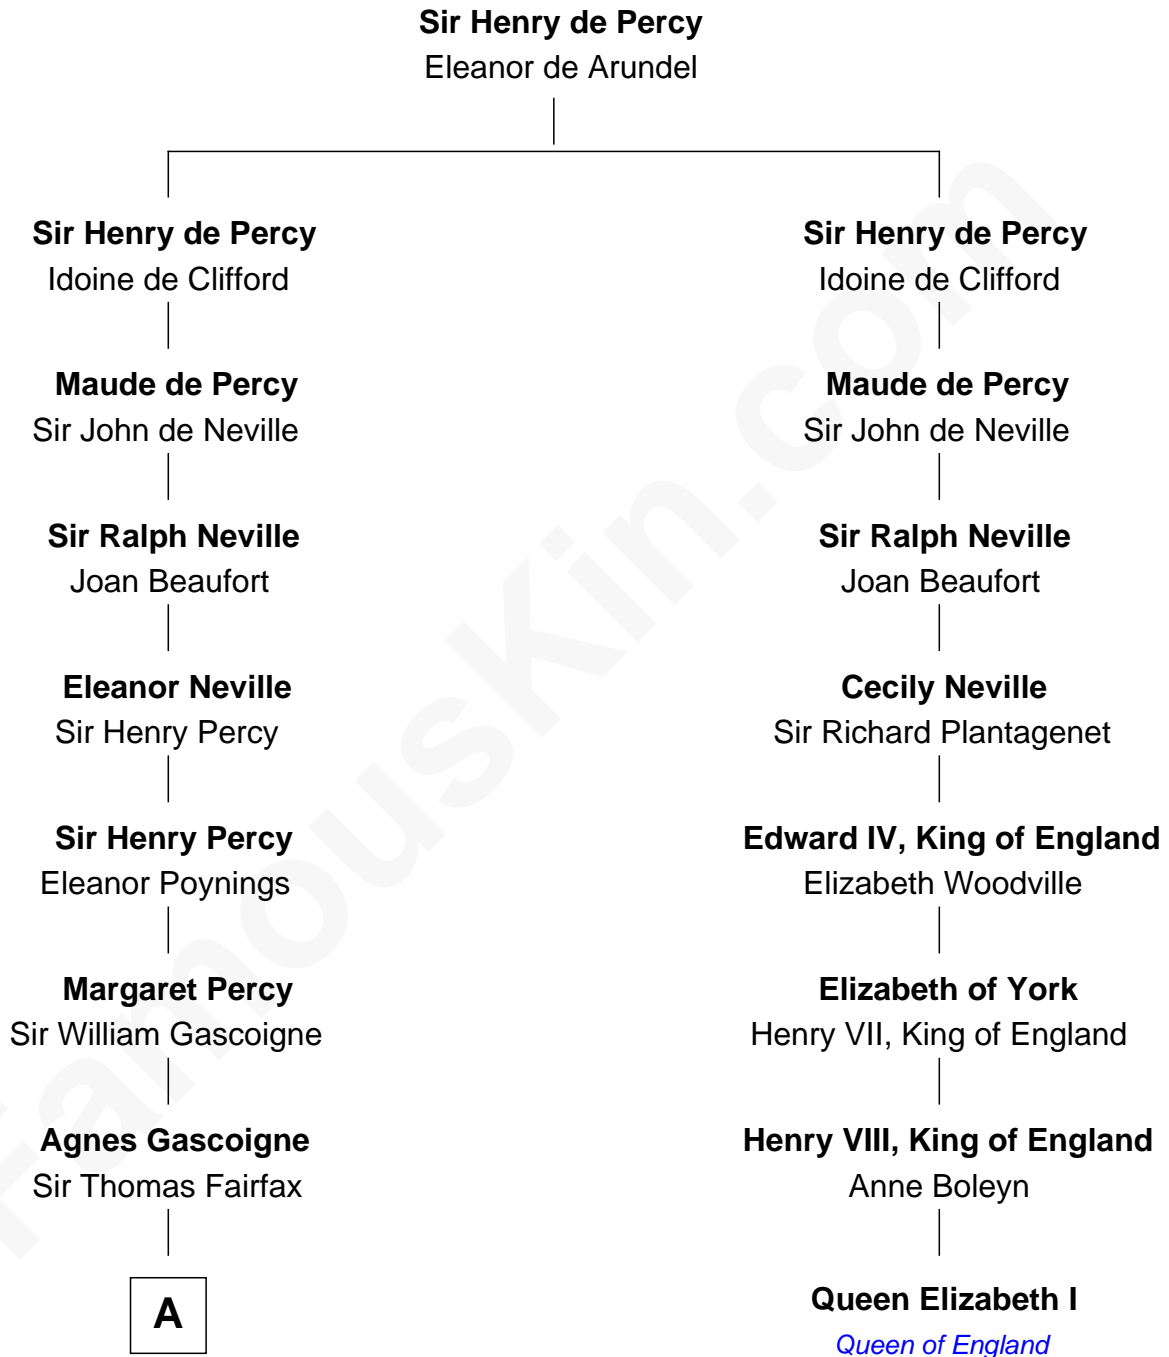 Sir Henry de Percy
Eleanor de Arundel
Sir Henry de Percy
Idoine de Clifford
Maude de Percy
Sir John de Neville
Sir Ralph Neville
Joan Beaufort
Eleanor Neville
Sir Henry Percy
Sir Henry Percy
Eleanor Poynings
Margaret Percy
Sir William Gascoigne
Agnes Gascoigne
Sir Thomas Fairfax
A
Sir Henry de Percy
Idoine de Clifford
Maude de Percy
Sir John de Neville
Sir Ralph Neville
Joan Beaufort
Cecily Neville
Sir Richard Plantagenet
Edward IV, King of England
Elizabeth Woodville
Elizabeth of York
Henry VII, King of England
Henry VIII, King of England
Anne Boleyn
Queen Elizabeth I
Queen of England
FamousKin.com